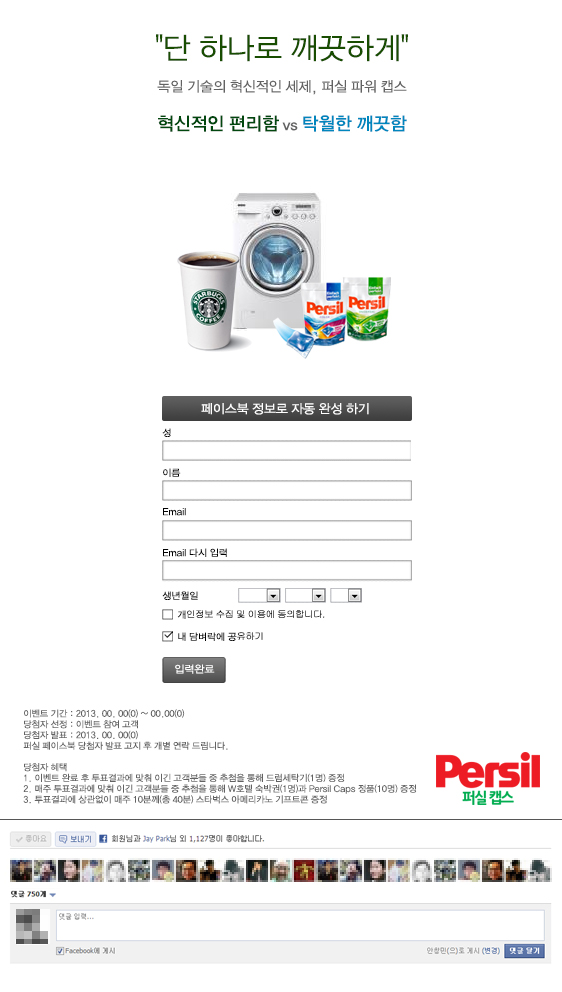 "단 하나로 깨끗하게"
독일 기술의 혁신적인 세제, 퍼실 파워 캡스
혁신적인 편리함 vs 탁월한 깨끗함
STARBUCKS
COFFEE
Persil
Persil
페이스북 정보로 자동 완성 하기
성
이름
Email
Email 다시 입력
생년월일
개인정보 수집 및 이용에 동의합니다.
내 담벼락에 공유하기
입력완료
이벤트 기간 : 2013. 00. 00(0) ~ 00.00(0)
당첨자 선정 : 이벤트 참여 고객
당첨자 발표 : 2013. 00. 00(0)
퍼실 페이스북 당첨자 발표 고지 후 개별 연락 드립니다.
당첨자 혜택
1. 이벤트 완료 후 투표결과에 맞춰 이긴 고객분들 중 추첨을 통해 드럼세탁기(1명) 증정
2. 매주 투표결과에 맞춰 이긴 고객분들 중 추첨을 통해 W호텔 숙박권(1명)과 Persil Caps 정품(10명) 증정
3. 투표결과에 상관없이 매주 10분께(총 40분) 스타벅스 아메리카노 기프트콘 증정
Persil
퍼실 캡스
좋아요 보내기 회원님과 Jay Park님 외 1,127명이 좋아합니다.
댓글 750개
댓글 입력...
Facebook에 게시
안창민(으)로 게시 (변경) 댓글 달기